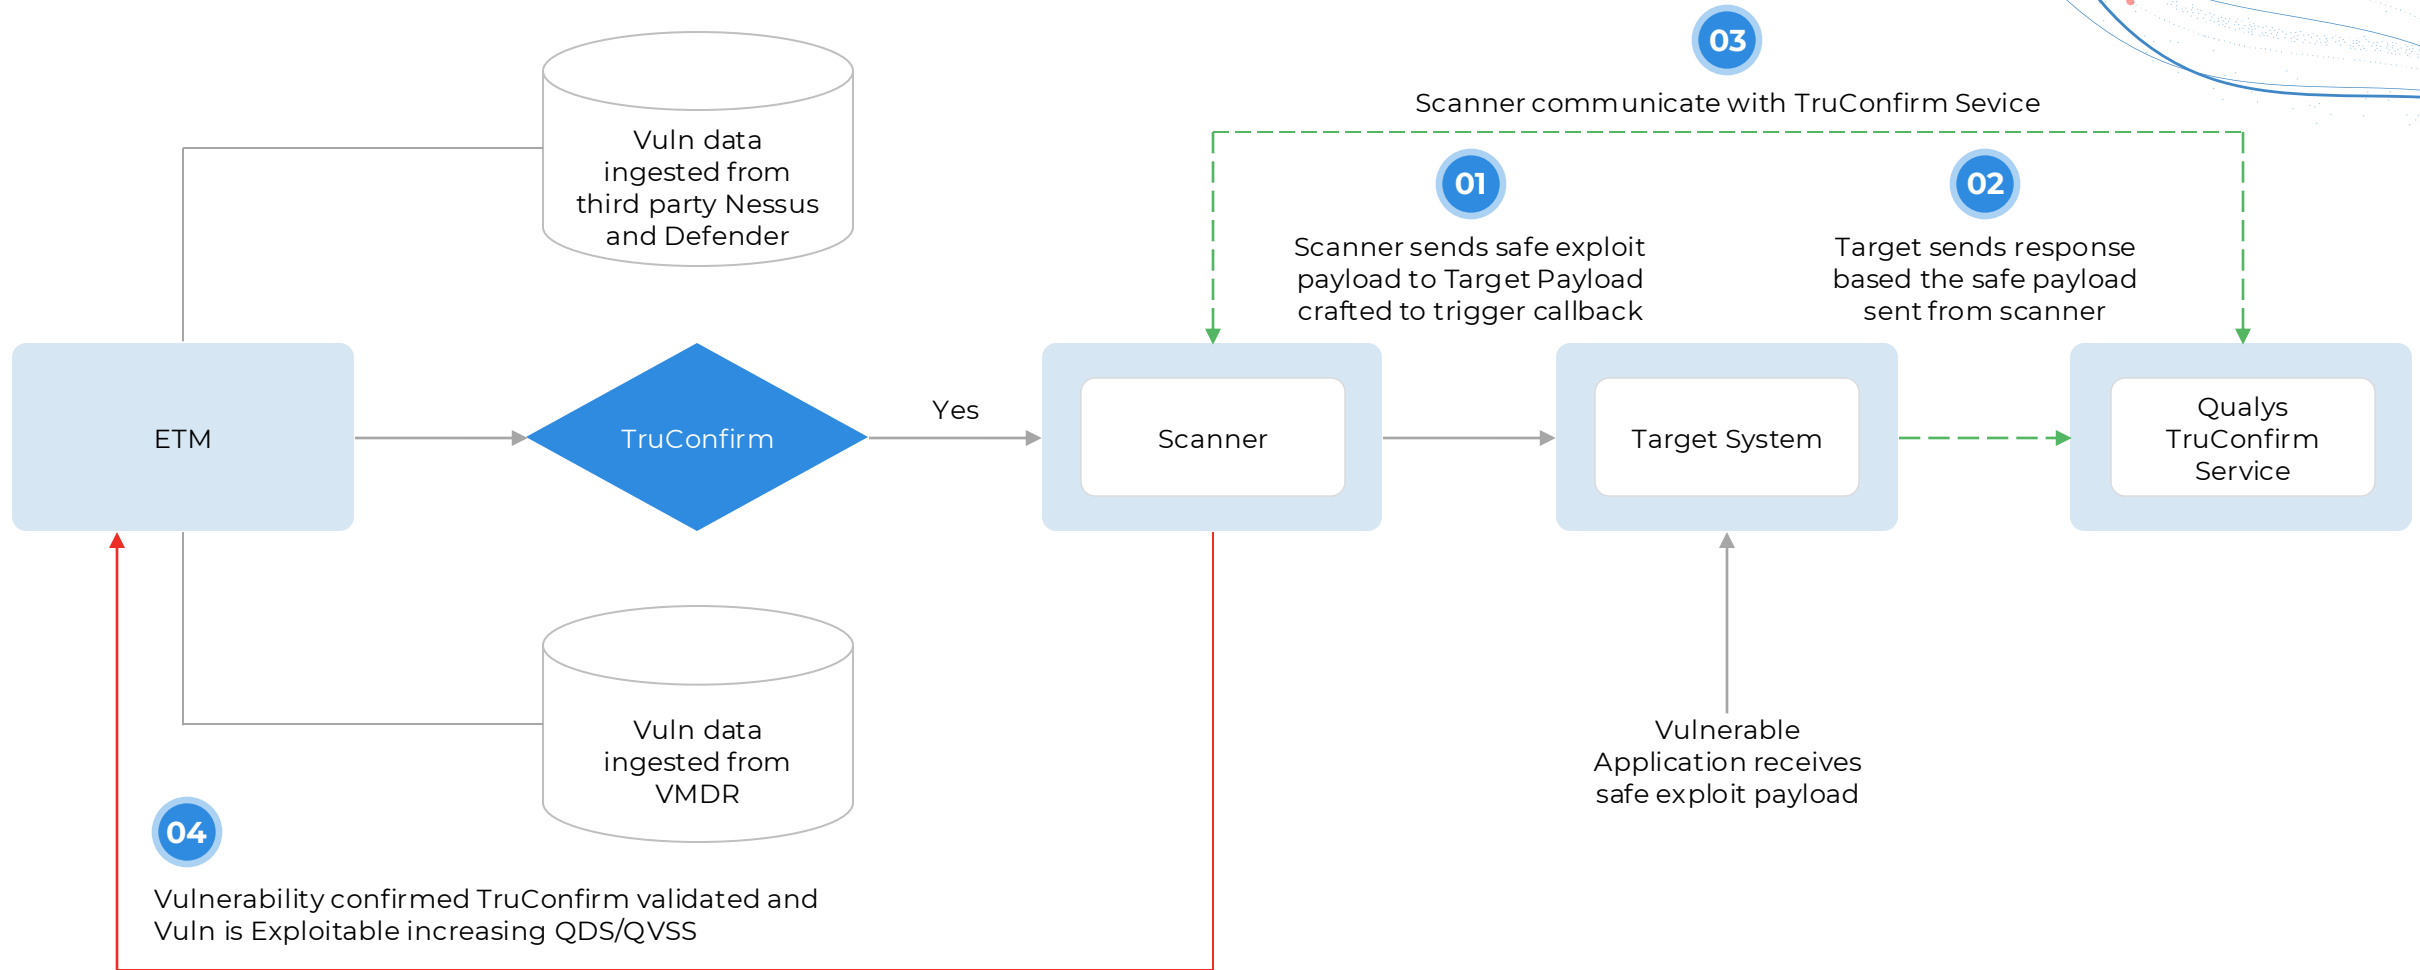 03
Scanner communicate with TruConfirm Sevice
Vuln data
ingested from
third party Nessus
and Defender
01
Scanner sends safe exploit
payload to Target Payload
crafted to trigger callback
02
Target sends response
based the safe payload
sent from scanner
ETM
TruConfirm
Yes
Scanner
Target System
Qualys
TruConfirm
Service
Vuln data
ingested from
VMDR
Vulnerable
Application receives
safe exploit payload
04
Vulnerability confirmed TruConfirm validated and
Vuln is Exploitable increasing QDS/QVSS